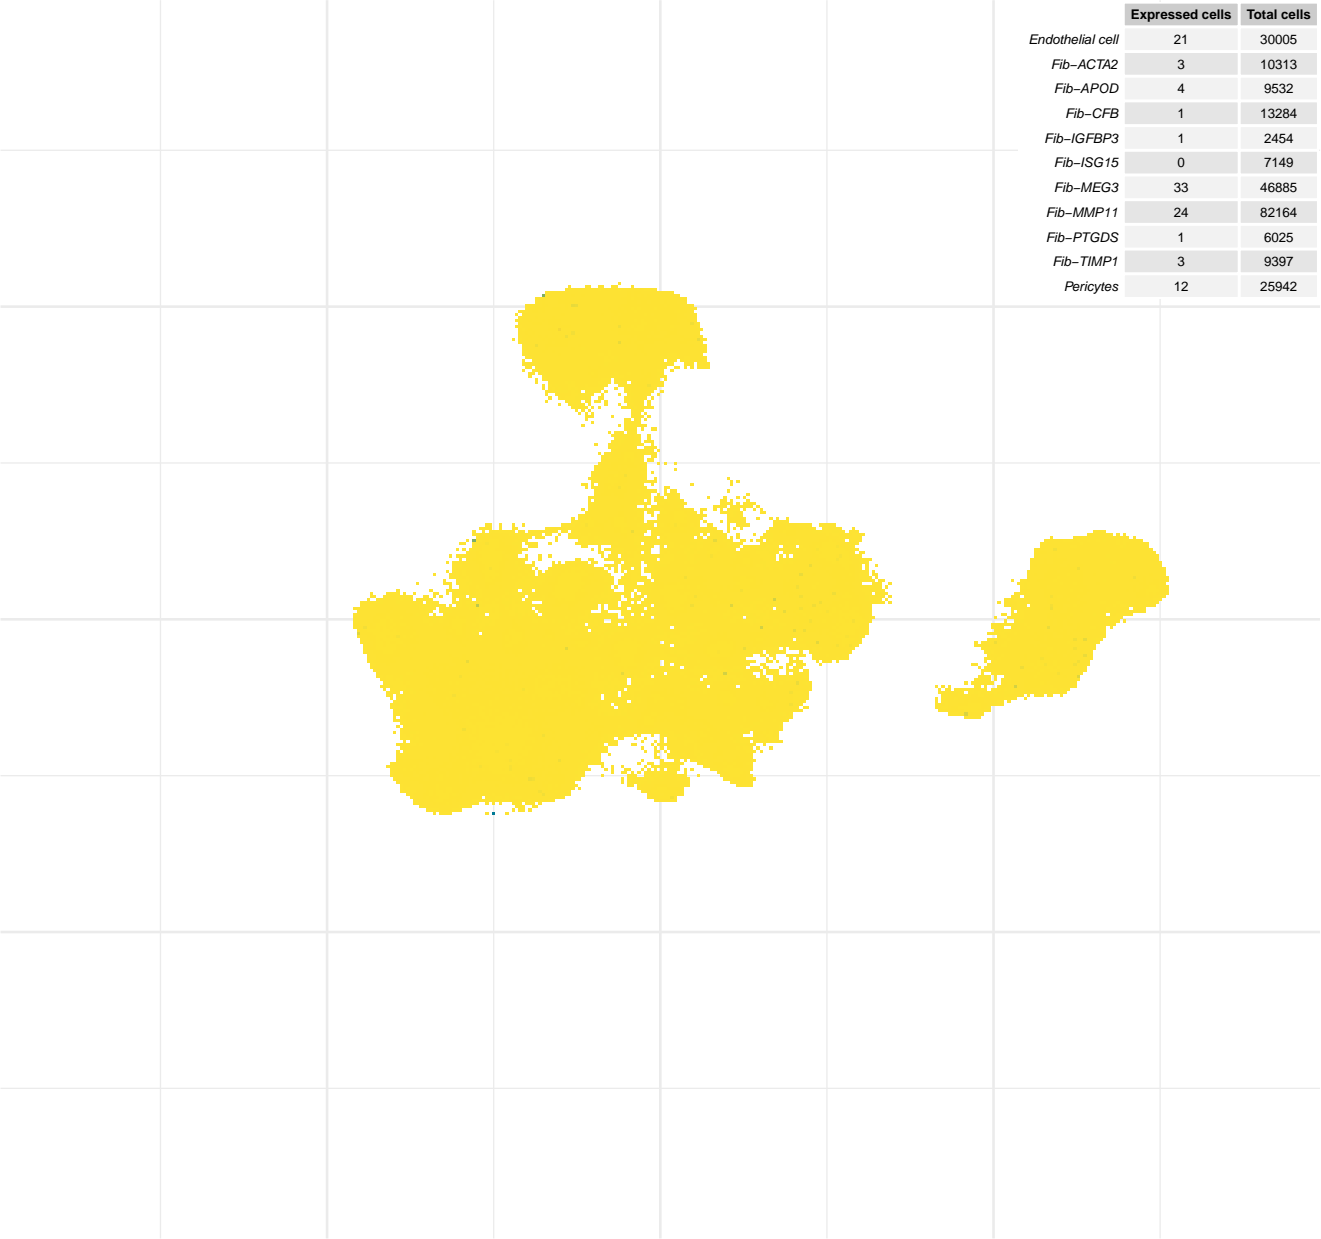 Expressed cells Total cells
Endothelial cell 21 30005
Fib−ACTA2 3 10313
Fib−APOD 4 9532
Fib−CFB 1 13284
Fib−IGFBP3 1 2454
Fib−ISG15 0 7149
Fib−MEG3 33 46885
Fib−MMP11 24 82164
Fib−PTGDS 1 6025
Fib−TIMP1 3 9397
Pericytes 12 25942